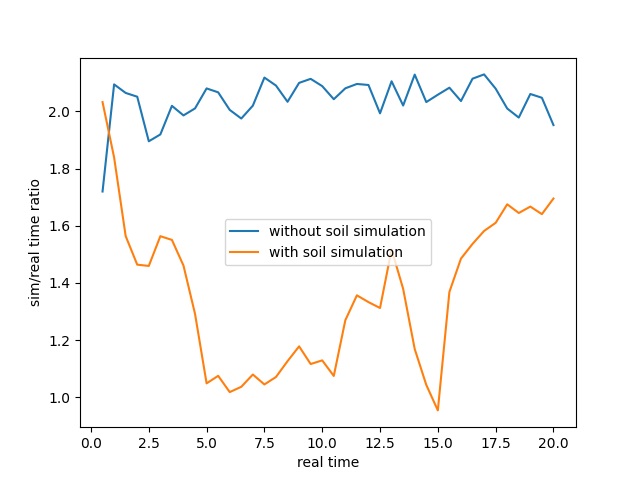 2.0
1.8
1.6
1.4
1.2
1.0
sim/real time ratio
without soil simulation
with soil simulation
0.0 2.5 5.0 7.5 10.0 12.5 15.0 17.5 20.0
real time